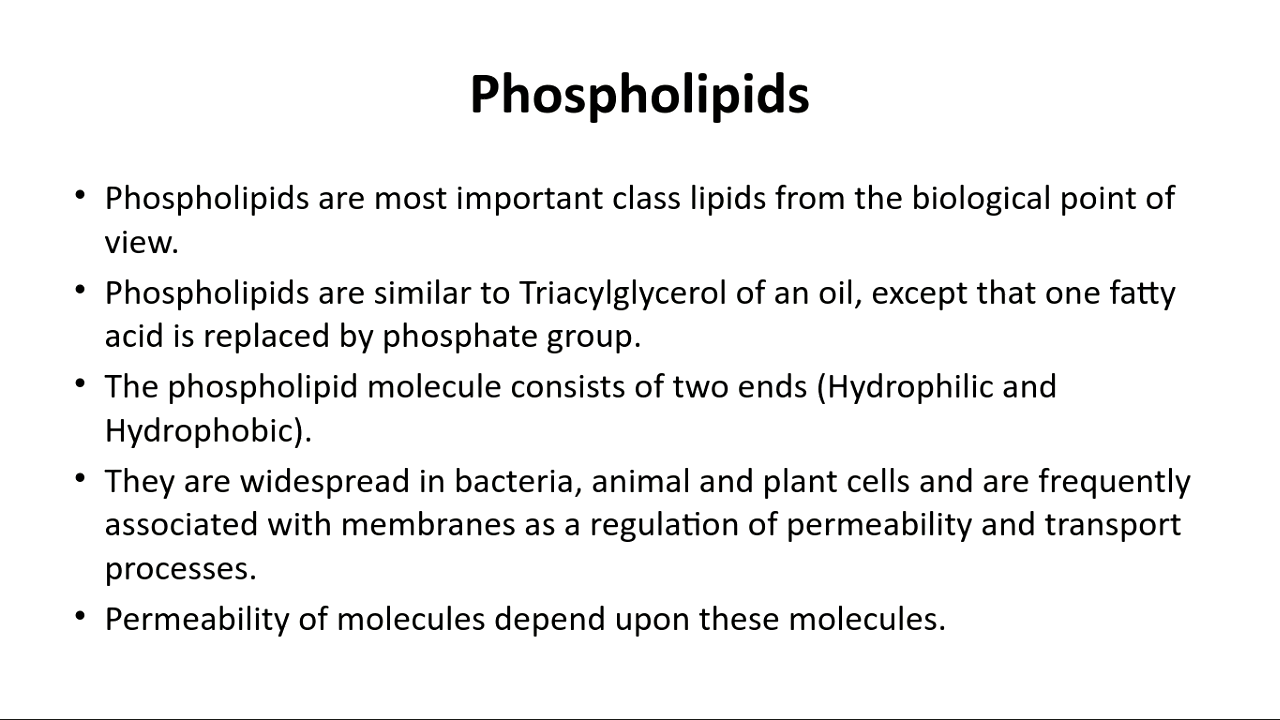 Phospholipids
• Phospholipids are most important class lipids from the biological point of
view.
• Phospholipids are similar to Triacylglycerol of an oil, except that one fatty
acid is replaced by phosphate group.
• The phospholipid molecule consists of two ends (Hydrophilic and
Hydrophobic).
• They are widespread in bacteria, animal and plant cells and are frequently
associated with membranes as a regulation of permeability and transport
processes.
• Permeability of molecules depend upon these molecules.